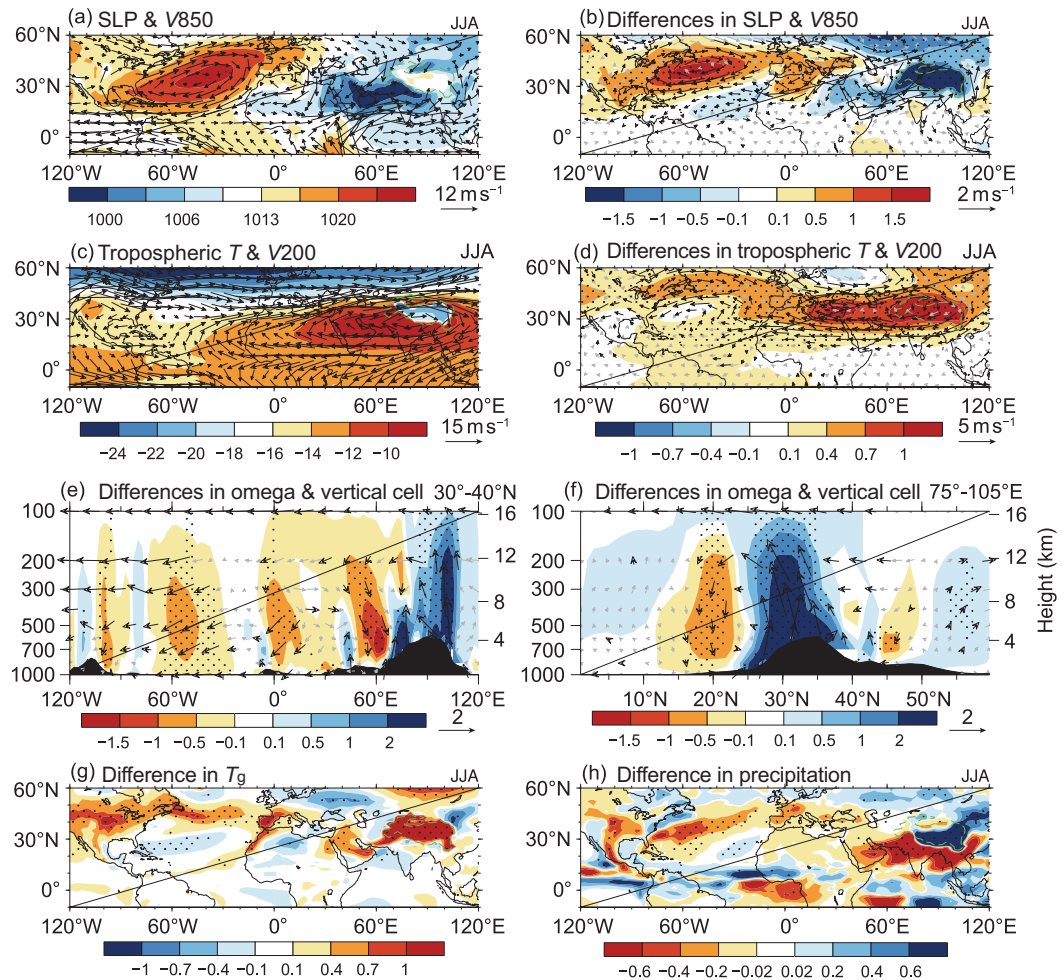 (a) SLP & V850 JJA
(b) Differences in SLP & V850 JJA
60°N
30°N
0°
120°W 60°W 0° 60°E 120°E
120°W 60°W 0° 60°E 120°E
1000 1006 1013 1020
12 m s⁻¹
−1.5 −1 −0.5 −0.1 0.1 0.5 1 1.5
2 m s⁻¹
(c) Tropospheric T & V200 JJA
(d) Differences in tropospheric T & V200 JJA
60°N
30°N
0°
120°W 60°W 0° 60°E 120°E
120°W 60°W 0° 60°E 120°E
−24 −22 −20 −18 −16 −14 −12 −10
15 m s⁻¹
−1 −0.7 −0.4 −0.1 0.1 0.4 0.7 1
5 m s⁻¹
(e) Differences in omega & vertical cell 30°-40°N
(f) Differences in omega & vertical cell 75°-105°E
100 16
200 12
300
8
500
700 4
1000
100 16
200 12
300
8
500
700 4
1000
Height (km)
120°W 60°W 0° 60°E 120°E
10°N 20°N 30°N 40°N 50°N
−1.5 −1 −0.5 −0.1 0.1 0.5 1 2
2
−1.5 −1 −0.5 −0.1 0.1 0.5 1 2
2
(g) Difference in Tg JJA
(h) Difference in precipitation JJA
60°N
30°N
0°
60°N
30°N
0°
120°W 60°W 0° 60°E 120°E
120°W 60°W 0° 60°E 120°E
−1 −0.7 −0.4 −0.1 0.1 0.4 0.7 1
−0.6 −0.4 −0.2 −0.02 0.02 0.2 0.4 0.6